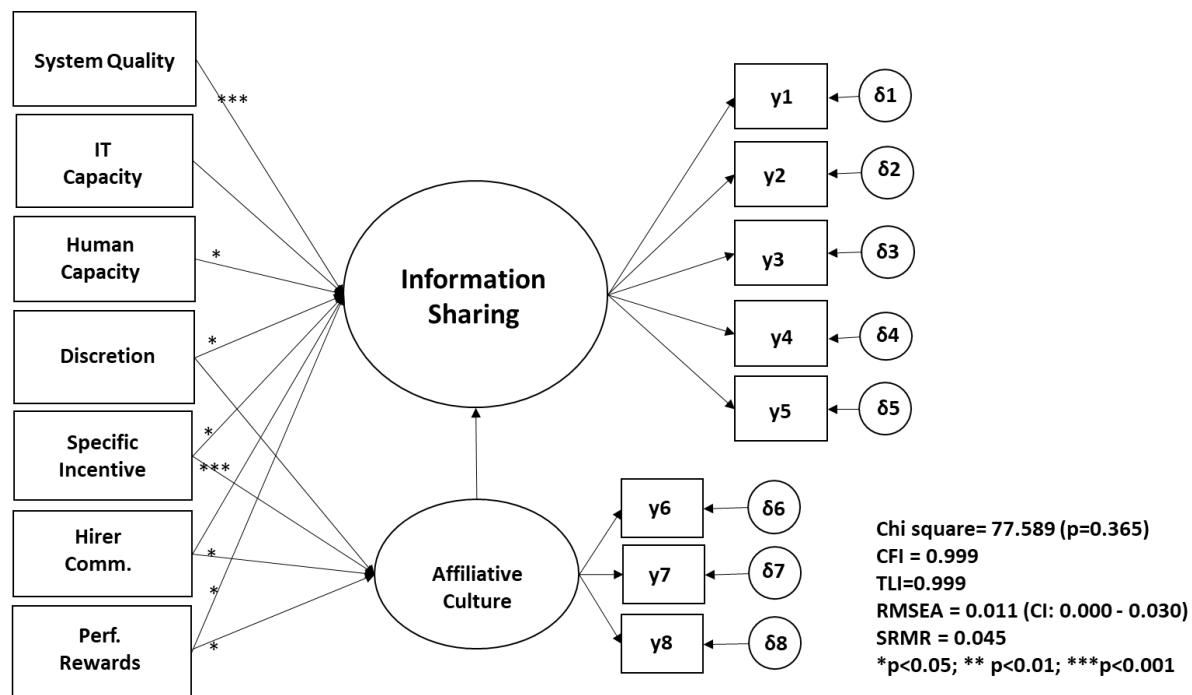 System Quality
***
IT
Capacity
Human
Capacity
*
Discretion
*
Specific
Incentive
*
***
Hirer
Comm.
*
Perf.
Rewards
*
*
Information
Sharing
Affiliative
Culture
y1
δ1
y2
δ2
y3
δ3
y4
δ4
y5
δ5
y6
δ6
y7
δ7
y8
δ8
Chi square= 77.589 (p=0.365)
CFI = 0.999
TLI=0.999
RMSEA = 0.011 (CI: 0.000 - 0.030)
SRMR = 0.045
*p<0.05; ** p<0.01; ***p<0.001